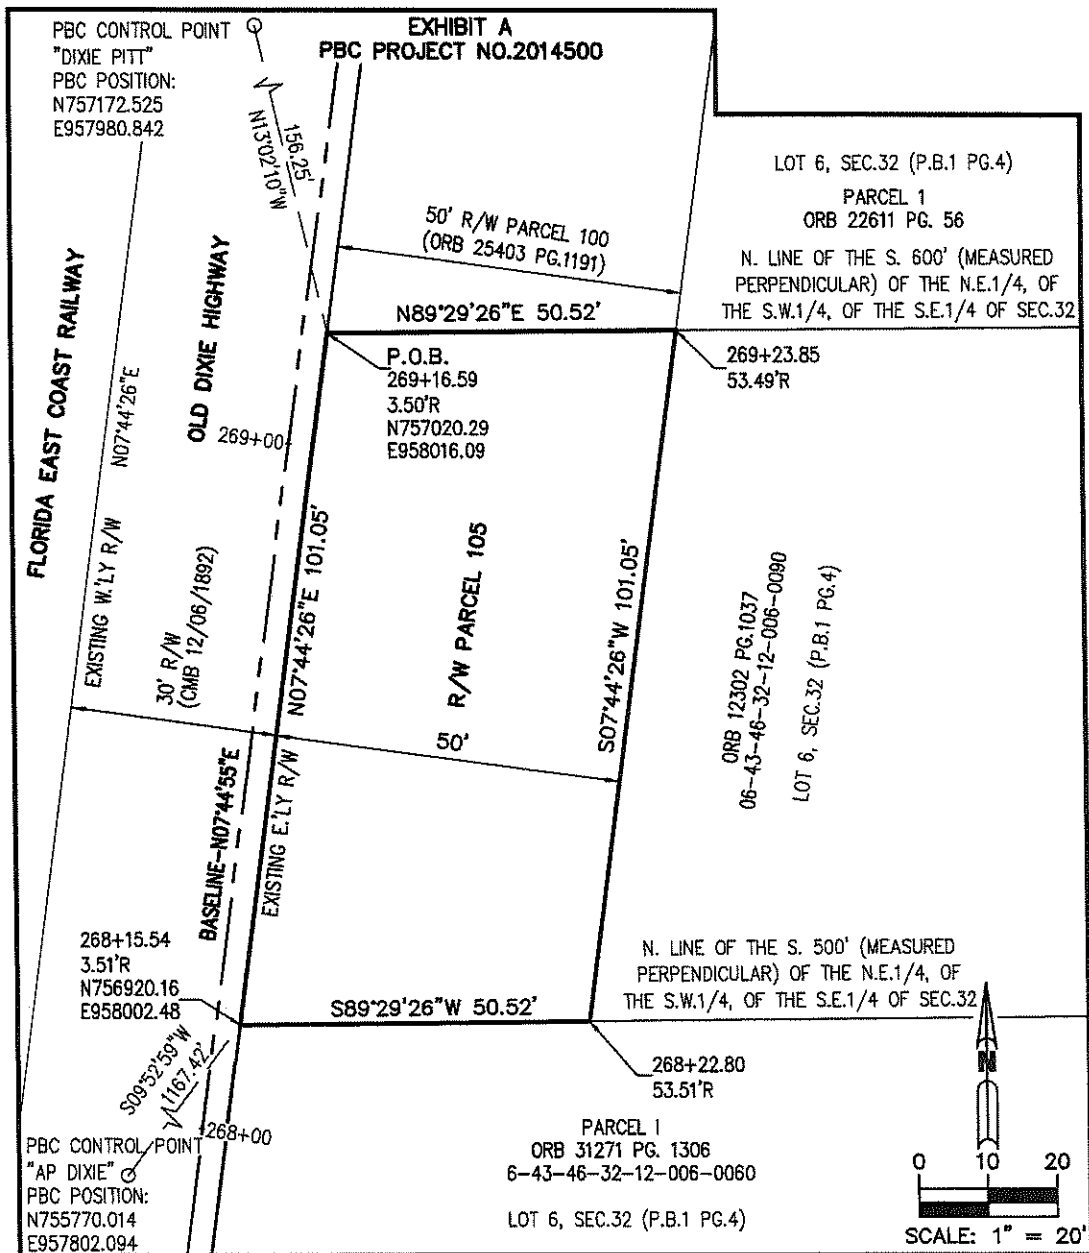 EXHIBIT A
PBC PROJECT NO.2014500
PBC CONTROL POINT
"DIXIE PITT"
PBC POSITION:
N757172.525
E957980.842
156.25'
N13°02'10"W
50' R/W PARCEL 100
(ORB 25403 PG.1191)
LOT 6, SEC.32 (P.B.1 PG.4)
PARCEL 1
ORB 22611 PG. 56
N. LINE OF THE S. 600' (MEASURED
PERPENDICULAR) OF THE N.E.1/4, OF
THE S.W.1/4, OF THE S.E.1/4 OF SEC.32
N89°29'26"E 50.52'
P.O.B.
269+16.59
3.50'R
N757020.29
E958016.09
269+23.85
53.49'R
FLORIDA EAST COAST RAILWAY
N07°44'26"E
EXISTING W.'LY R/W
OLD DIXIE HIGHWAY
269+00
30' R/W
(CMB 12/06/1892)
N07°44'26"E 101.05'
R/W PARCEL 105
S07°44'26"W 101.05'
50'
ORB 12302 PG.1037
06-43-46-32-12-006-0090
LOT 6, SEC.32 (P.B.1 PG.4)
BASELINE-N07°44'55"E
EXISTING E.'LY R/W
268+15.54
3.51'R
N756920.16
E958002.48
S89°29'26"W 50.52'
N. LINE OF THE S. 500' (MEASURED
PERPENDICULAR) OF THE N.E.1/4, OF
THE S.W.1/4, OF THE S.E.1/4 OF SEC.32
268+22.80
53.51'R
S09°52'59"W
1167.42'
268+00
PBC CONTROL POINT
"AP DIXIE"
PBC POSITION:
N755770.014
E957802.094
PARCEL 1
ORB 31271 PG. 1306
6-43-46-32-12-006-0060
LOT 6, SEC.32 (P.B.1 PG.4)
N
0 10 20
SCALE: 1" = 20'